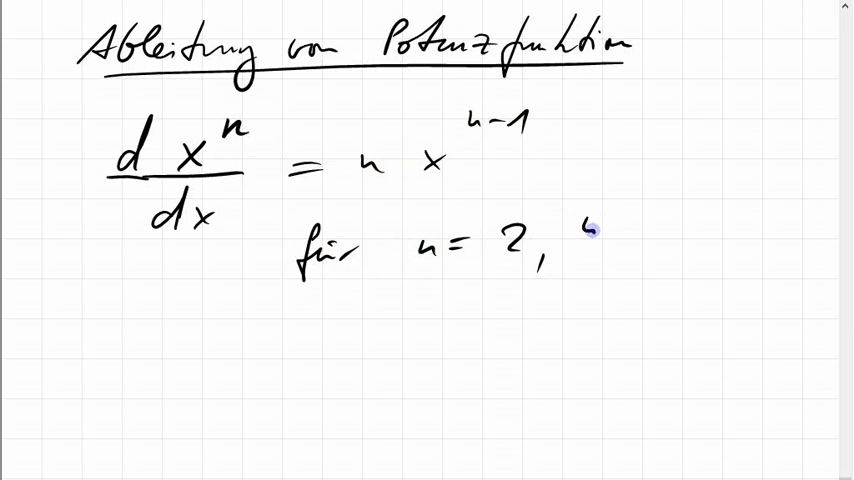 Ableitung von Potenzfunktion
d x^n / dx = n x^(n-1)
für n = 2,